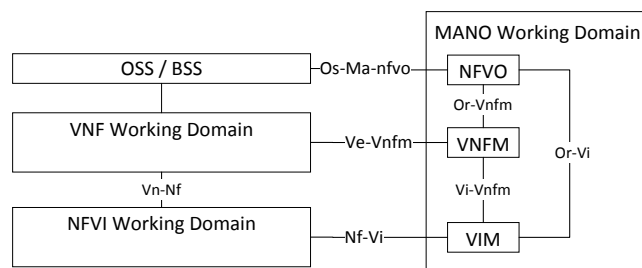 MANO Working Domain
OSS / BSS
Os-Ma-nfvo
NFVO
Or-Vnfm
VNF Working Domain
Ve-Vnfm
VNFM
Or-Vi
Vn-Nf
Vi-Vnfm
NFVI Working Domain
Nf-Vi
VIM